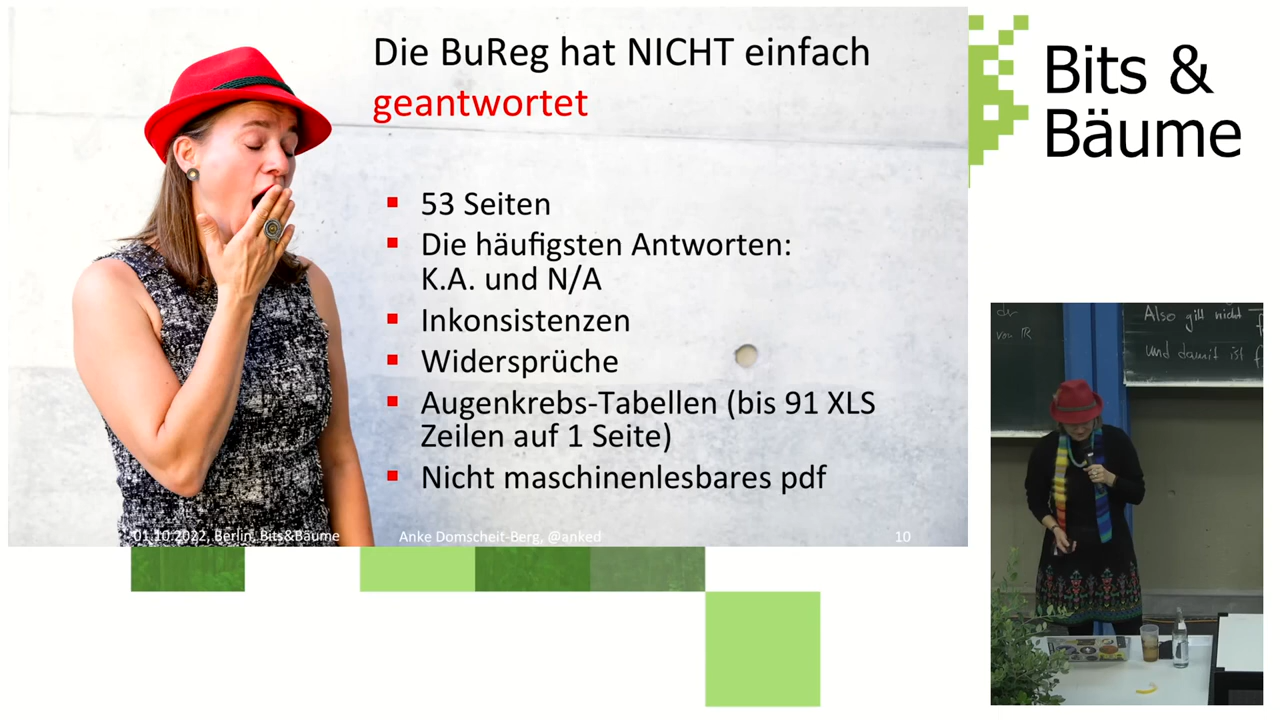 Die BuReg hat NICHT einfach
geantwortet
▪ 53 Seiten
▪ Die häufigsten Antworten:
K.A. und N/A
▪ Inkonsistenzen
▪ Widersprüche
▪ Augenkrebs-Tabellen (bis 91 XLS
Zeilen auf 1 Seite)
▪ Nicht maschinenlesbares pdf
01.10.2022, Berlin, Bits&Bäume
Anke Domscheit-Berg, @anked
10
Bits &
Bäume
der
von R
Also gilt nicht
und damit ist